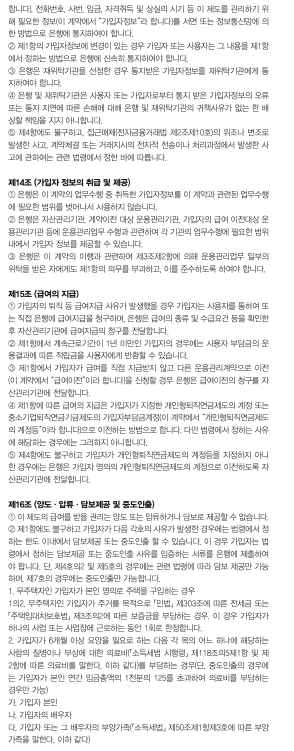 합니다), 전화번호, 사번, 임금, 자격취득 및 상실의 시기 등 이 제도를 관리하기 위
해 필요한 정보(이 계약에서 "가입자정보"라 합니다)를 서면 또는 정보통신망에 의
한 방법으로 은행에 통지하여야 합니다.
② 제1항의 가입자정보에 변경이 있는 경우 가입자 또는 사용자는 그 내용을 제1항
에서 정하는 방법으로 은행에 신속히 통지하여야 합니다.
③ 은행은 재위탁기관을 선정한 경우 통지받은 가입자정보를 재위탁기관에게 통
지하여야 합니다.
④ 은행 및 재위탁기관은 사용자 또는 가입자로부터 통지 받은 가입자정보의 오류
또는 통지 지연에 따른 손해에 대해 은행 및 재위탁기관의 귀책사유가 없는 한 배
상할 책임을 지지 아니합니다.
⑤ 제4항에도 불구하고, 접근매체(전자금융거래법 제2조제10호)의 위조나 변조로
발생한 사고, 계약체결 또는 거래지시의 전자적 전송이나 처리과정에서 발생한 사
고에 관하여는 관련 법령에서 정한 바에 따릅니다.
제14조 (가입자 정보의 취급 및 제공)
① 은행은 이 계약의 업무수행 중 취득한 가입자정보를 이 계약과 관련된 업무수행
에 필요한 범위를 벗어나서 사용하지 않습니다.
② 은행은 자산관리기관, 계약이전 대상 운용관리기관, 가입자의 급여 이전대상 운
용관리기관 등에 운용관리업무 수행과 관련하여 각 기관의 업무수행에 필요한 범위
내에서 가입자 정보를 제공할 수 있습니다.
③ 은행은 이 계약의 이행과 관련하여 제3조제2항에 의해 운용관리업무 일부의
위탁을 받은 자에게도 제1항의 의무를 부과하고, 이를 준수하도록 하여야 합니다.
제15조 (급여의 지급)
① 가입자의 퇴직 등 급여지급 사유가 발생했을 경우 가입자는 사용자를 통하여 또
는 직접 은행에 급여지급을 청구하며, 은행은 급여의 종류 및 수급요건 등을 확인한
후 자산관리기관에 급여지급의 청구를 전달합니다.
② 제1항에서 계속근로기간이 1년 미만인 가입자의 경우에는 사용자 부담금의 운
용결과에 따른 적립금을 사용자에게 반환할 수 있습니다.
③ 제1항에서 가입자가 급여를 직접 지급받지 않고 다른 운용관리계약으로 이전
(이 계약에서 "급여이전"이라 합니다)을 신청할 경우 은행은 급여이전의 청구를 자
산관리기관에 전달합니다.
④ 제1항에 따른 급여의 지급은 가입자가 지정한 개인형퇴직연금제도의 계정 또는
중소기업퇴직연금기금제도의 가입자부담금계정(이 계약에서 "개인형퇴직연금제도
의 계정등"이라 합니다)으로 이전하는 방법으로 합니다. 다만 법령에서 정하는 사유
에 해당하는 경우에는 그러하지 아니합니다.
⑤ 제4항에도 불구하고 가입자가 개인형퇴직연금제도의 계정등을 지정하지 아니
한 경우에는 은행은 가입자 명의의 개인형퇴직연금제도의 계정으로 이전하도록 자
산관리기관에 전달합니다.
제16조 (양도 · 압류 · 담보제공 및 중도인출)
① 이 제도의 급여를 받을 권리는 양도 또는 압류하거나 담보로 제공할 수 없습니다.
② 제1항에도 불구하고 가입자가 다음 각호의 사유가 발생한 경우에는 법령에서 정
하는 한도 이내에서 담보제공 또는 중도인출 할 수 있습니다. 이 경우 가입자는 법
령에서 정하는 담보제공 또는 중도인출 사유를 입증하는 서류를 은행에 제출하여
야 합니다. 단, 제4호의2 및 제5호의 경우에는 관련 법령에 따라 담보 제공만 가능
하며, 제7호의 경우에는 중도인출만 가능합니다.
1. 무주택자인 가입자가 본인 명의로 주택을 구입하는 경우
1의2. 무주택자인 가입자가 주거를 목적으로 「민법」 제303조에 따른 전세금 또는
「주택임대차보호법」 제3조의2에 따른 보증금을 부담하는 경우. 이 경우 가입자가
하나의 사업 또는 사업장에 근로하는 동안 1회로 한정합니다.
2. 가입자가 6개월 이상 요양을 필요로 하는 다음 각 목의 어느 하나에 해당하는
사람의 질병이나 부상에 대한 의료비(「소득세법 시행령」 제118조의5제1항 및 제
2항에 따른 의료비를 말한다. 이하 같다)를 부담하는 경우(단, 중도인출의 경우에
는 가입자가 본인 연간 임금총액의 1천분의 125를 초과하여 의료비를 부담하는
경우만 가능)
가. 가입자 본인
나. 가입자의 배우자
다. 가입자 또는 그 배우자의 부양가족(「소득세법」 제50조제1항제3호에 따른 부양
가족을 말한다. 이하 같다)